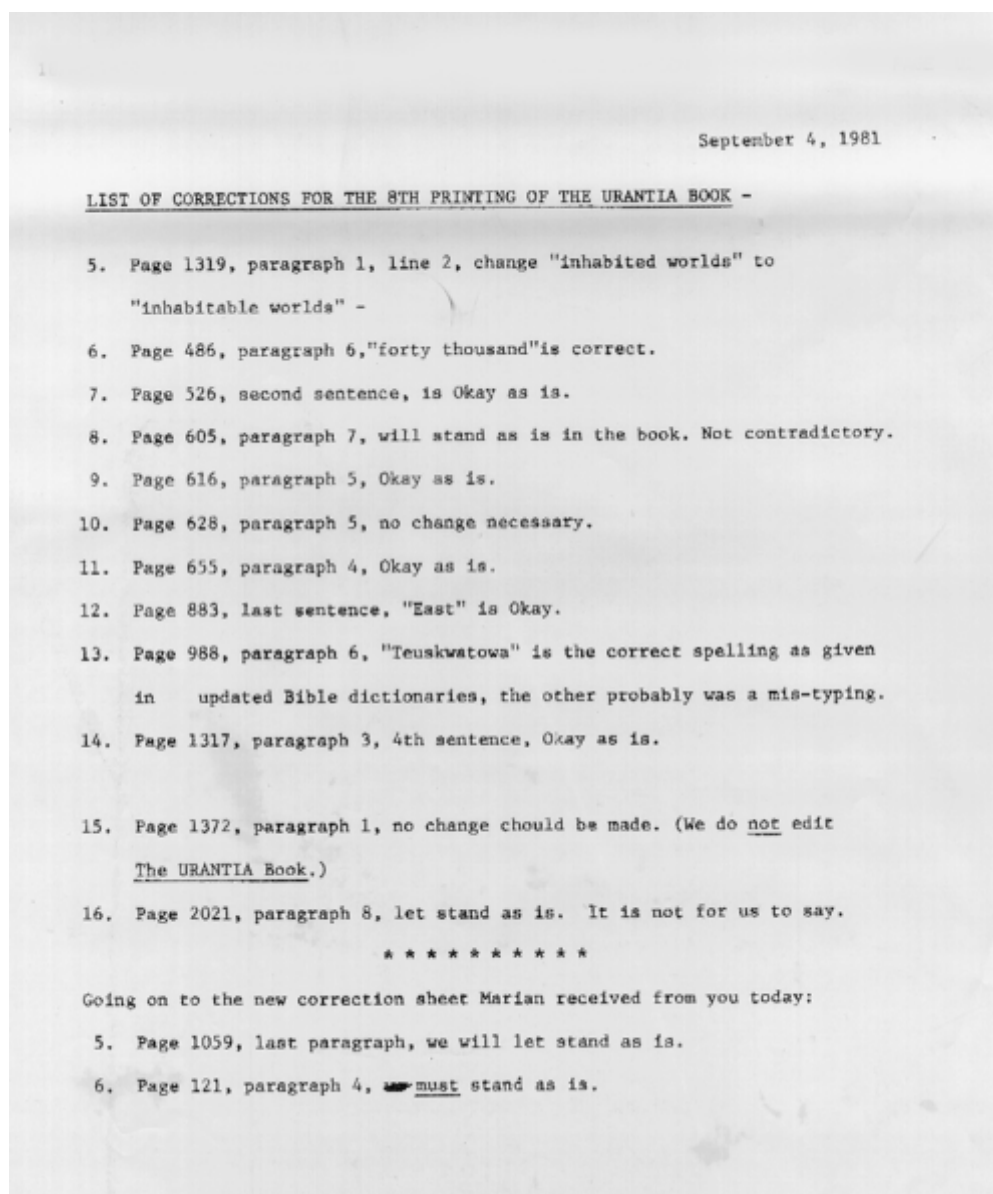 September 4, 1981
LIST OF CORRECTIONS FOR THE 8TH PRINTING OF THE URANTIA BOOK -
5. Page 1319, paragraph 1, line 2, change "inhabited worlds" to
"inhabitable worlds" -
6. Page 486, paragraph 6,"forty thousand"is correct.
7. Page 526, second sentence, is Okay as is.
8. Page 605, paragraph 7, will stand as is in the book. Not contradictory.
9. Page 616, paragraph 5, Okay as is.
10. Page 628, paragraph 5, no change necessary.
11. Page 655, paragraph 4, Okay as is.
12. Page 883, last sentence, "East" is Okay.
13. Page 988, paragraph 6, "Teuskwatowa" is the correct spelling as given
in updated Bible dictionaries, the other probably was a mis-typing.
14. Page 1317, paragraph 3, 4th sentence, Okay as is.
15. Page 1372, paragraph 1, no change chould be made. (We do not edit
The URANTIA Book.)
16. Page 2021, paragraph 8, let stand as is. It is not for us to say.
* * * * * * * * * *
Going on to the new correction sheet Marian received from you today:
5. Page 1059, last paragraph, we will let stand as is.
6. Page 121, paragraph 4, must stand as is.